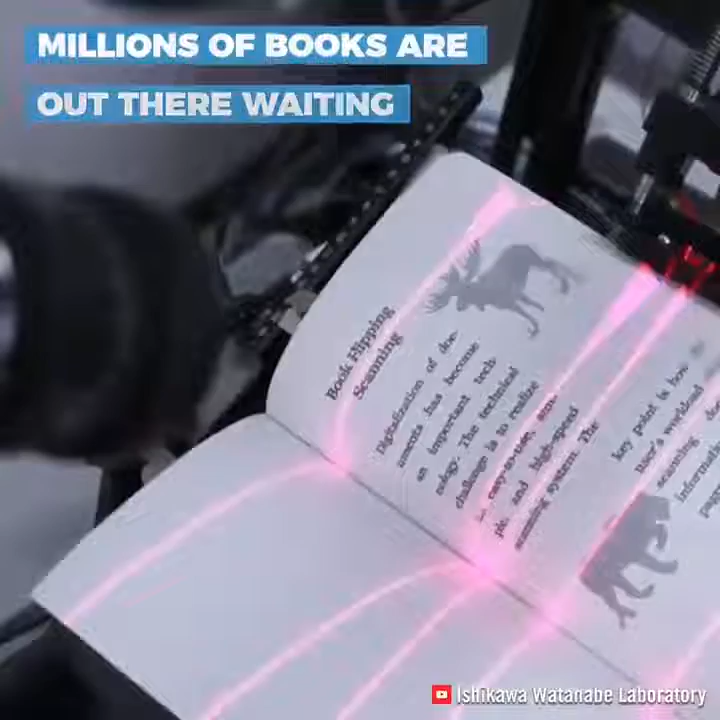 MILLIONS OF BOOKS ARE
OUT THERE WAITING
Book Flipping
Scanning
Digitalization of doc-
uments has become
an important tech-
nology. The technical
challenge is to realize
easy-to-use, sim-
ple, and high-speed
scanning system. The
key point is how
user's workload
scanning
informati
Ishikawa Watanabe Laboratory